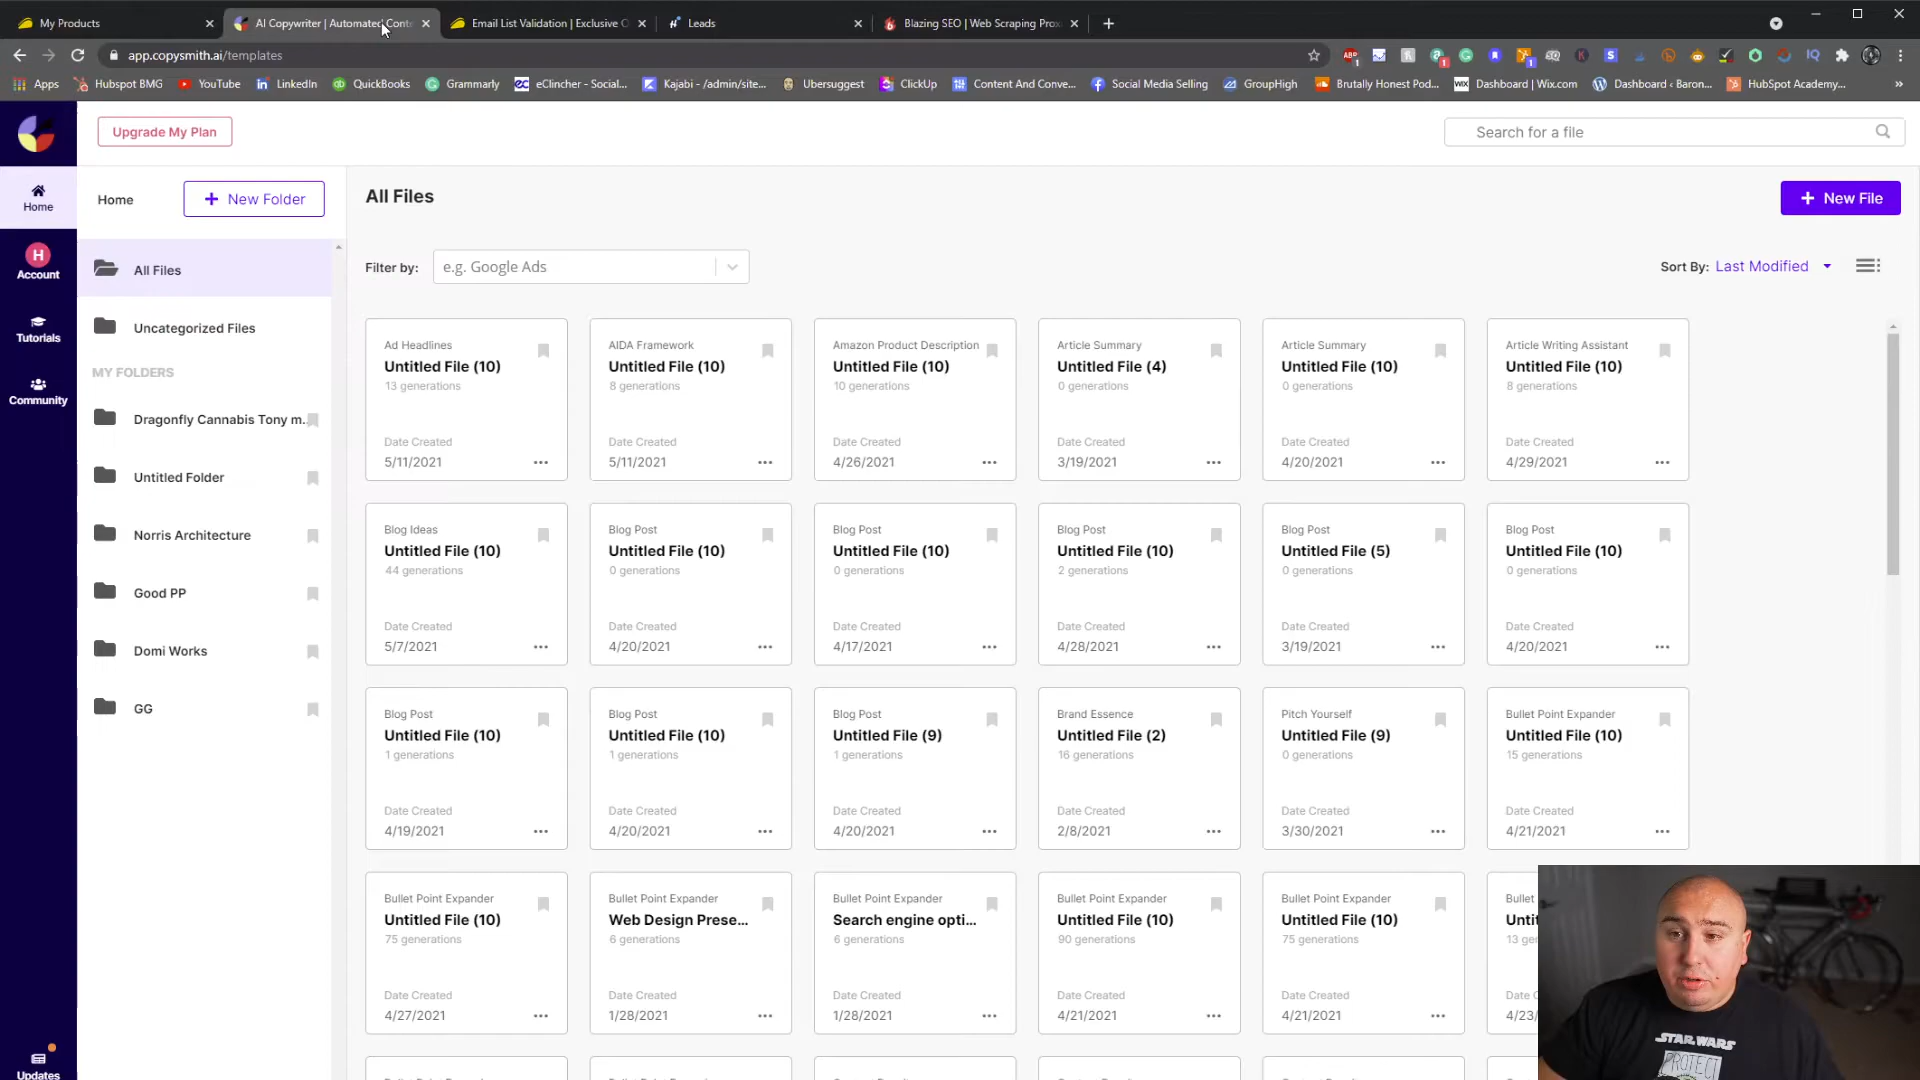 My Products
AI Copywriter | Automated Cont
Email List Validation | Exclusive O
Leads
Blazing SEO | Web Scraping Prox
app.copysmith.ai/templates
Apps
Hubspot BMG
YouTube
LinkedIn
QuickBooks
Grammarly
eClincher - Social...
Kajabi - /admin/site...
Ubersuggest
ClickUp
Content And Conve...
Social Media Selling
GroupHigh
Brutally Honest Pod...
Dashboard | Wix.com
Dashboard ‹ Baron...
HubSpot Academy...
Upgrade My Plan
Search for a file
Home
Account
Tutorials
Community
Updates
Home
+ New Folder
All Files
Uncategorized Files
MY FOLDERS
Dragonfly Cannabis Tony m...
Untitled Folder
Norris Architecture
Good PP
Domi Works
GG
All Files
+ New File
Filter by:
e.g. Google Ads
Sort By: Last Modified
Ad Headlines
Untitled File (10)
13 generations
Date Created
5/11/2021
AIDA Framework
Untitled File (10)
8 generations
Date Created
5/11/2021
Amazon Product Description
Untitled File (10)
10 generations
Date Created
4/26/2021
Article Summary
Untitled File (4)
0 generations
Date Created
3/19/2021
Article Summary
Untitled File (10)
0 generations
Date Created
4/20/2021
Article Writing Assistant
Untitled File (10)
8 generations
Date Created
4/29/2021
Blog Ideas
Untitled File (10)
44 generations
Date Created
5/7/2021
Blog Post
Untitled File (10)
0 generations
Date Created
4/20/2021
Blog Post
Untitled File (10)
0 generations
Date Created
4/17/2021
Blog Post
Untitled File (10)
2 generations
Date Created
4/28/2021
Blog Post
Untitled File (5)
0 generations
Date Created
3/19/2021
Blog Post
Untitled File (10)
0 generations
Date Created
4/20/2021
Blog Post
Untitled File (10)
1 generations
Date Created
4/19/2021
Blog Post
Untitled File (10)
1 generations
Date Created
4/20/2021
Blog Post
Untitled File (9)
1 generations
Date Created
4/20/2021
Brand Essence
Untitled File (2)
16 generations
Date Created
2/8/2021
Pitch Yourself
Untitled File (9)
0 generations
Date Created
3/30/2021
Bullet Point Expander
Untitled File (10)
15 generations
Date Created
4/21/2021
Bullet Point Expander
Untitled File (10)
75 generations
Date Created
4/27/2021
Bullet Point Expander
Web Design Prese...
6 generations
Date Created
1/28/2021
Bullet Point Expander
Search engine opti...
6 generations
Date Created
1/28/2021
Bullet Point Expander
Untitled File (10)
90 generations
Date Created
4/21/2021
Bullet Point Expander
Untitled File (10)
75 generations
Date Created
4/21/2021
Bullet
Unti
13 ger
Date C
4/23/
STAR WARS
PROTECT